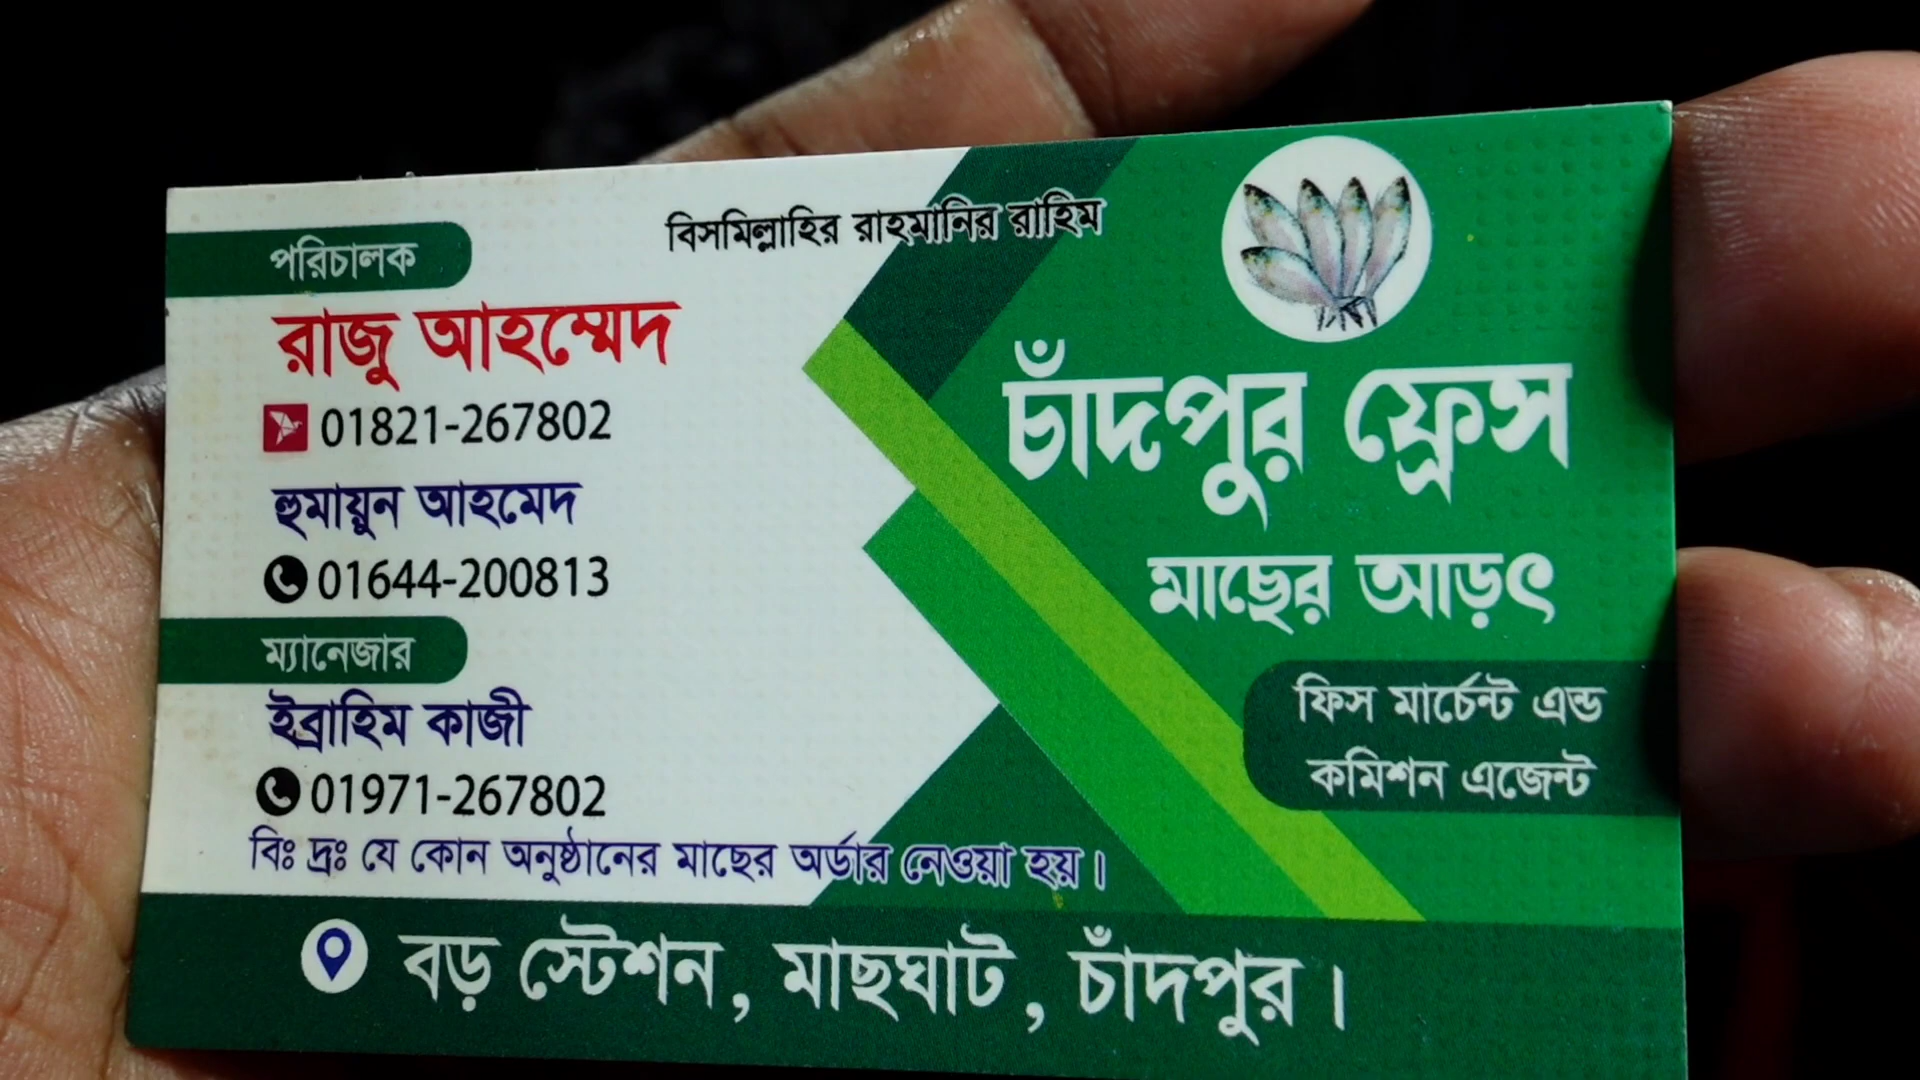 বিসমিল্লাহির রাহমানির রাহিম
পরিচালক
রাজু আহম্মেদ
01821-267802
হুমায়ুন আহমেদ
01644-200813
ম্যানেজার
ইব্রাহিম কাজী
01971-267802
বিঃ দ্রঃ যে কোন অনুষ্ঠানের মাছের অর্ডার নেওয়া হয়।
চাঁদপুর ফ্রেস
মাছের আড়ৎ
ফিস মার্চেন্ট এন্ড
কমিশন এজেন্ট
বড় স্টেশন, মাছঘাট, চাঁদপুর।